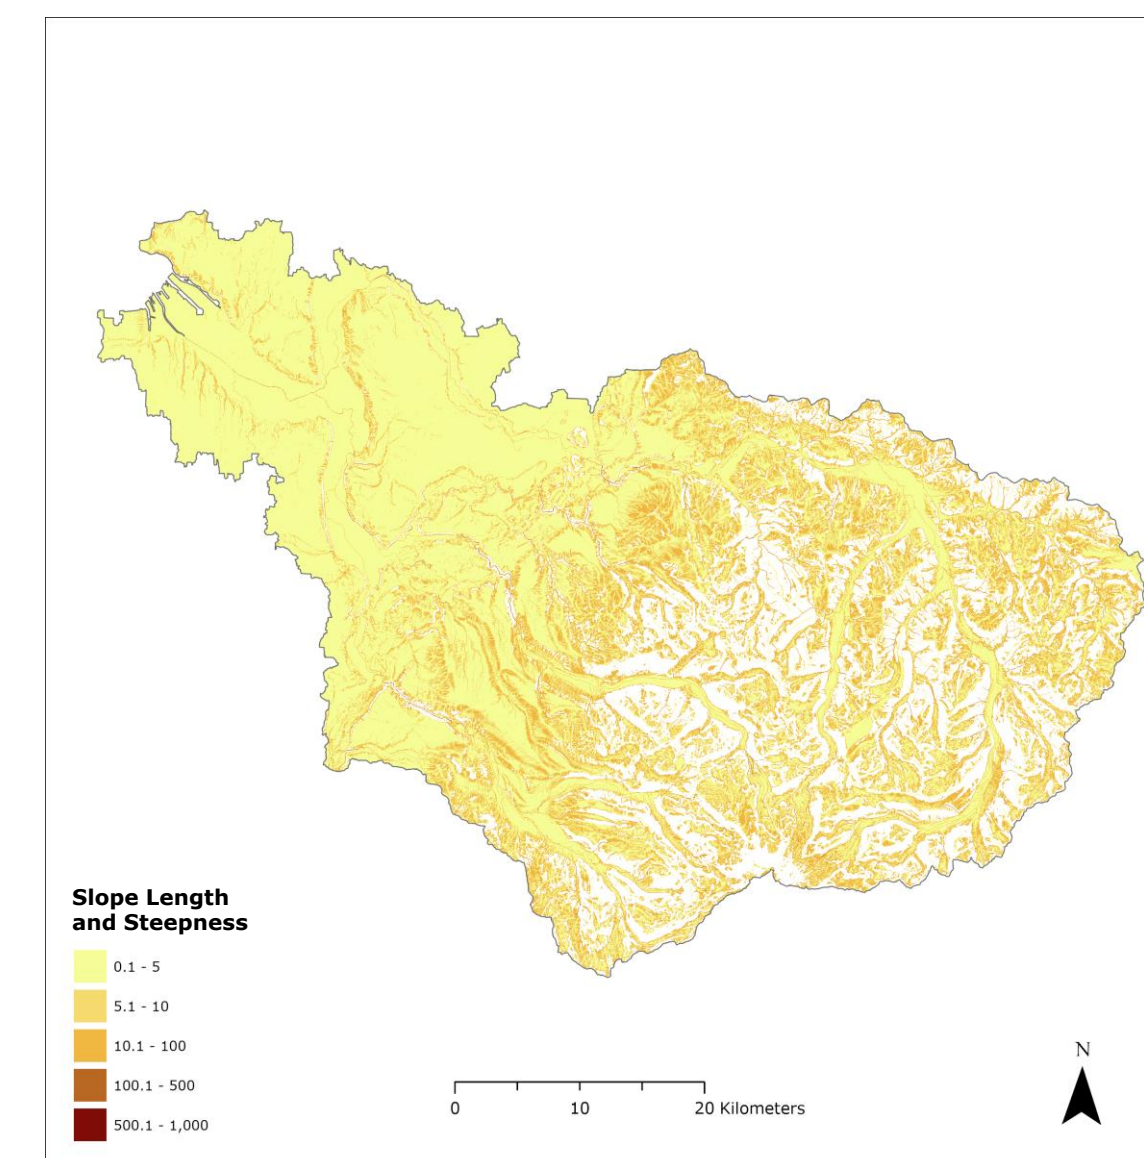 Slope Length
and Steepness
0.1 - 5
5.1 - 10
10.1 - 100
100.1 - 500
500.1 - 1,000
0 10 20 Kilometers
N